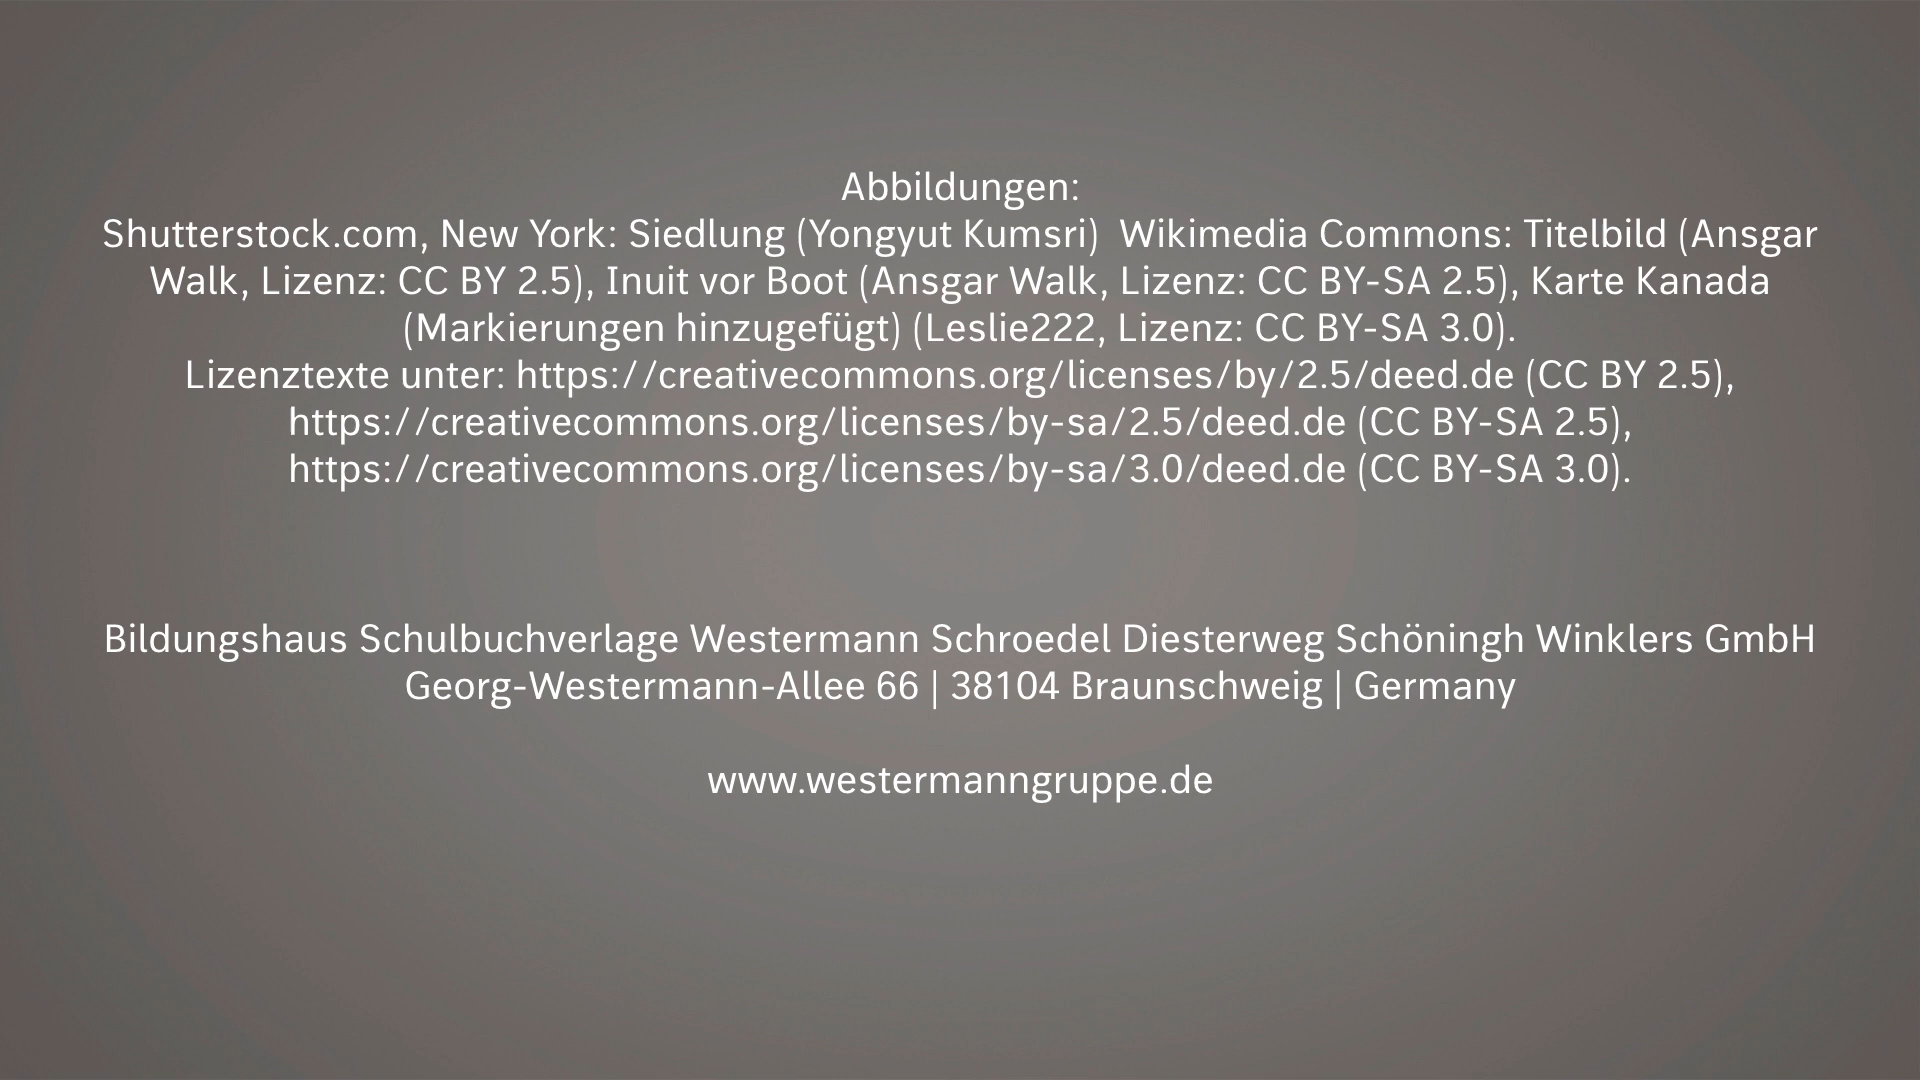 Abbildungen:
Shutterstock.com, New York: Siedlung (Yongyut Kumsri)  Wikimedia Commons: Titelbild (Ansgar
Walk, Lizenz: CC BY 2.5), Inuit vor Boot (Ansgar Walk, Lizenz: CC BY-SA 2.5), Karte Kanada
(Markierungen hinzugefügt) (Leslie222, Lizenz: CC BY-SA 3.0).
Lizenztexte unter: https://creativecommons.org/licenses/by/2.5/deed.de (CC BY 2.5),
https://creativecommons.org/licenses/by-sa/2.5/deed.de (CC BY-SA 2.5),
https://creativecommons.org/licenses/by-sa/3.0/deed.de (CC BY-SA 3.0).
Bildungshaus Schulbuchverlage Westermann Schroedel Diesterweg Schöningh Winklers GmbH
Georg-Westermann-Allee 66 | 38104 Braunschweig | Germany
www.westermanngruppe.de